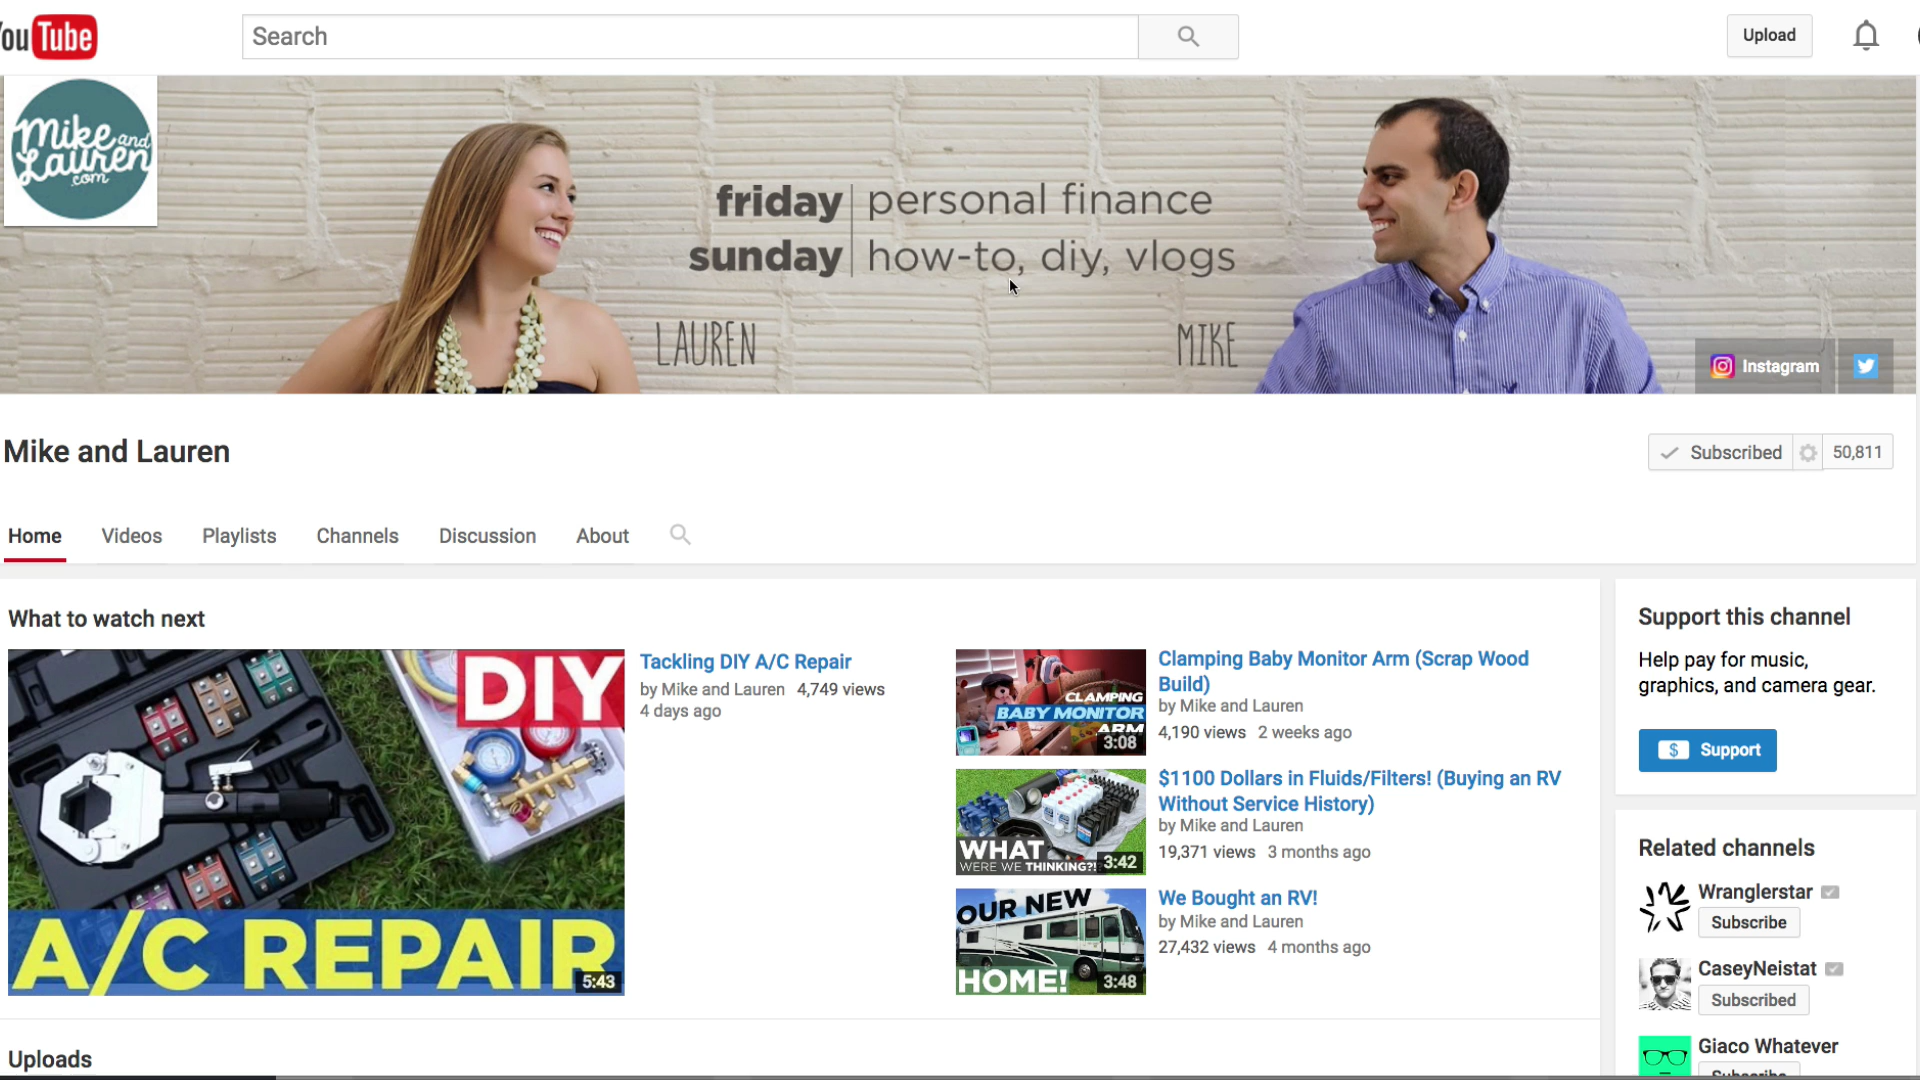 YouTube
Search
Upload
Mike and
Lauren
.com
friday | personal finance
sunday | how-to, diy, vlogs
LAUREN
MIKE
Instagram
Mike and Lauren
Subscribed
50,811
Home
Videos
Playlists
Channels
Discussion
About
What to watch next
DIY
A/C REPAIR
5:43
Tackling DIY A/C Repair
by Mike and Lauren 4,749 views
4 days ago
CLAMPING
BABY MONITOR
ARM
3:08
Clamping Baby Monitor Arm (Scrap Wood
Build)
by Mike and Lauren
4,190 views 2 weeks ago
WHAT
WERE WE THINKING?!
3:42
$1100 Dollars in Fluids/Filters! (Buying an RV
Without Service History)
by Mike and Lauren
19,371 views 3 months ago
OUR NEW
HOME!
3:48
We Bought an RV!
by Mike and Lauren
27,432 views 4 months ago
Uploads
Support this channel
Help pay for music,
graphics, and camera gear.
$ Support
Related channels
Wranglerstar
Subscribe
CaseyNeistat
Subscribed
Giaco Whatever
Subscribe